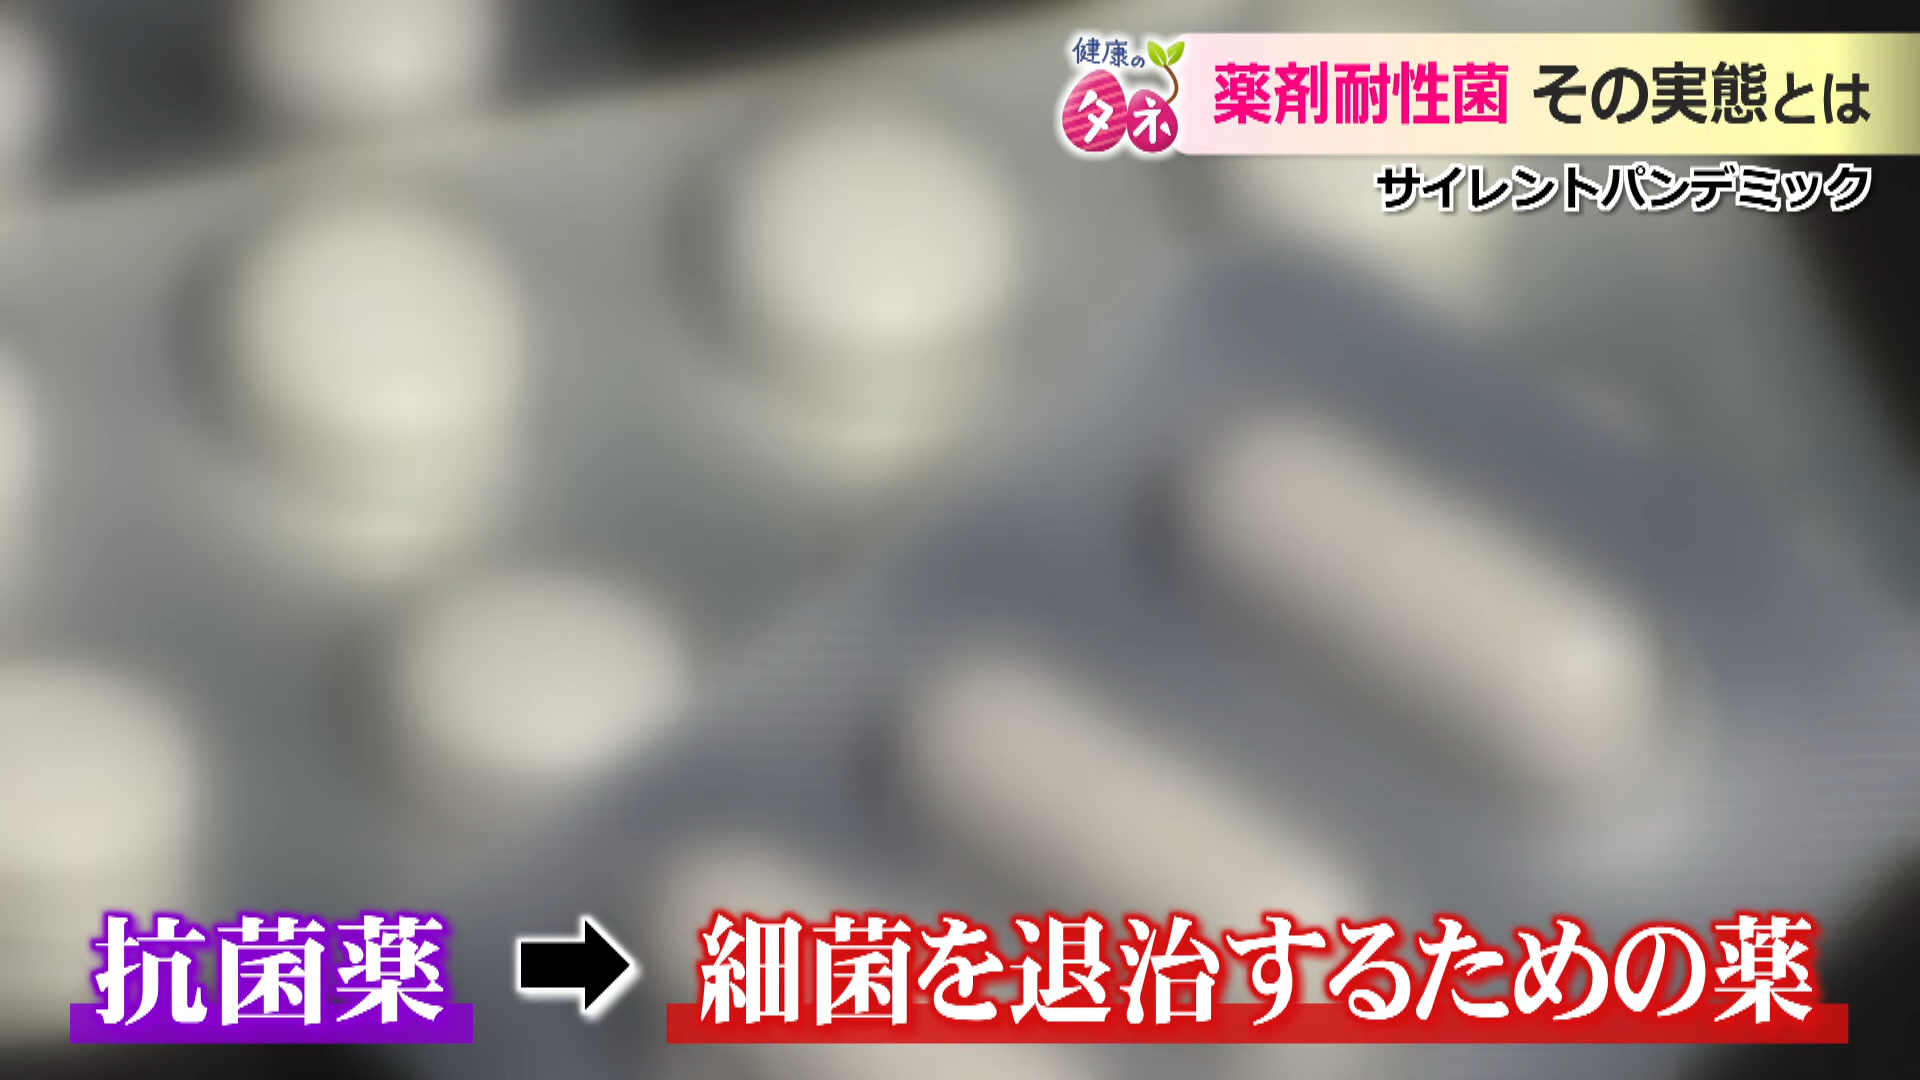 健康の
タネ
薬剤耐性菌 その実態とは
サイレントパンデミック
抗菌薬 ➡ 細菌を退治するための薬